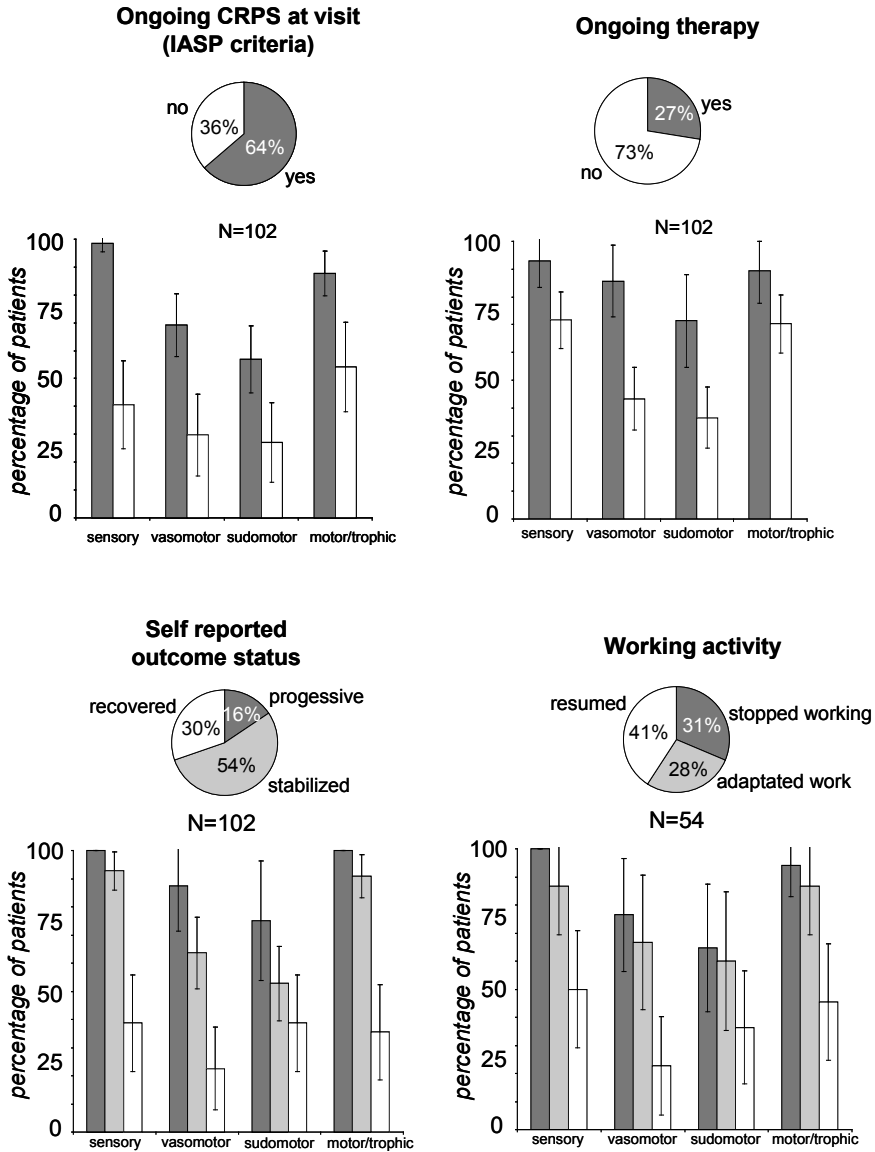 Ongoing CRPS at visit
(IASP criteria)
no
36%
64%
yes
N=102
percentage of patients
100
75
50
25
0
sensory vasomotor sudomotor motor/trophic
Ongoing therapy
27%
yes
73%
no
N=102
percentage of patients
100
75
50
25
0
sensory vasomotor sudomotor motor/trophic
Self reported
outcome status
recovered
progessive
16%
30%
54%
stabilized
N=102
percentage of patients
100
75
50
25
0
sensory vasomotor sudomotor motor/trophic
Working activity
resumed
41%
31%
stopped working
28%
adaptated work
N=54
percentage of patients
100
75
50
25
0
sensory vasomotor sudomotor motor/trophic